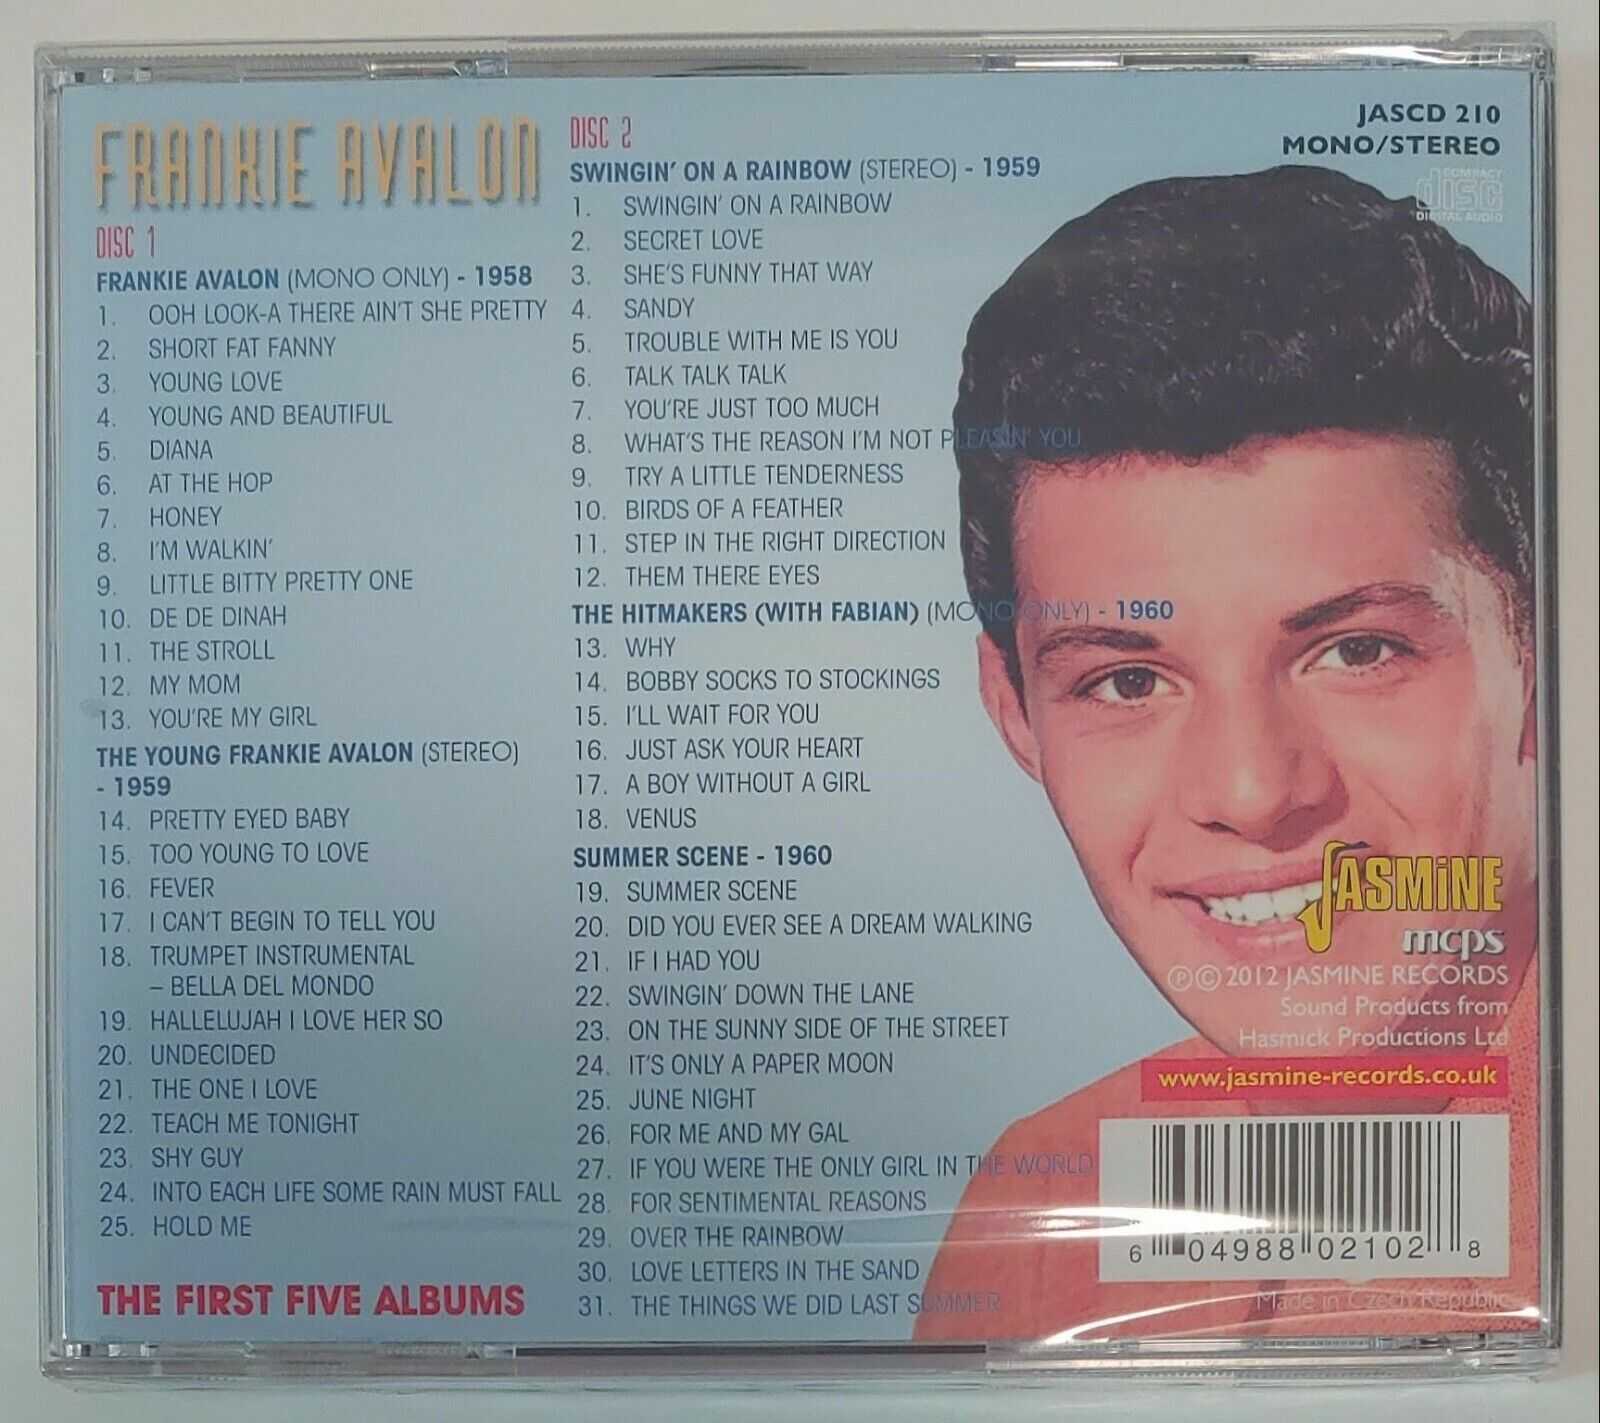 FRANKIE AVALON
DISC 1
FRANKIE AVALON (MONO ONLY) - 1958
1. OOH LOOK-A THERE AIN'T SHE PRETTY
2. SHORT FAT FANNY
3. YOUNG LOVE
4. YOUNG AND BEAUTIFUL
5. DIANA
6. AT THE HOP
7. HONEY
8. I'M WALKIN'
9. LITTLE BITTY PRETTY ONE
10. DE DE DINAH
11. THE STROLL
12. MY MOM
13. YOU'RE MY GIRL
THE YOUNG FRANKIE AVALON (STEREO)
- 1959
14. PRETTY EYED BABY
15. TOO YOUNG TO LOVE
16. FEVER
17. I CAN'T BEGIN TO TELL YOU
18. TRUMPET INSTRUMENTAL
– BELLA DEL MONDO
19. HALLELUJAH I LOVE HER SO
20. UNDECIDED
21. THE ONE I LOVE
22. TEACH ME TONIGHT
23. SHY GUY
24. INTO EACH LIFE SOME RAIN MUST FALL
25. HOLD ME
THE FIRST FIVE ALBUMS
DISC 2
SWINGIN' ON A RAINBOW (STEREO) - 1959
1. SWINGIN' ON A RAINBOW
2. SECRET LOVE
3. SHE'S FUNNY THAT WAY
4. SANDY
5. TROUBLE WITH ME IS YOU
6. TALK TALK TALK
7. YOU'RE JUST TOO MUCH
8. WHAT'S THE REASON I'M NOT PLEASIN' YOU
9. TRY A LITTLE TENDERNESS
10. BIRDS OF A FEATHER
11. STEP IN THE RIGHT DIRECTION
12. THEM THERE EYES
THE HITMAKERS (WITH FABIAN) (MONO ONLY) - 1960
13. WHY
14. BOBBY SOCKS TO STOCKINGS
15. I'LL WAIT FOR YOU
16. JUST ASK YOUR HEART
17. A BOY WITHOUT A GIRL
18. VENUS
SUMMER SCENE - 1960
19. SUMMER SCENE
20. DID YOU EVER SEE A DREAM WALKING
21. IF I HAD YOU
22. SWINGIN' DOWN THE LANE
23. ON THE SUNNY SIDE OF THE STREET
24. IT'S ONLY A PAPER MOON
25. JUNE NIGHT
26. FOR ME AND MY GAL
27. IF YOU WERE THE ONLY GIRL IN THE WORLD
28. FOR SENTIMENTAL REASONS
29. OVER THE RAINBOW
30. LOVE LETTERS IN THE SAND
31. THE THINGS WE DID LAST SUMMER
JASCD 210
MONO/STEREO
COMPACT
disc
DIGITAL AUDIO
JASMiNE
mcps
℗© 2012 JASMINE RECORDS
Sound Products from
Hasmick Productions Ltd
www.jasmine-records.co.uk
6 04988 02102 8
Made in Czech Republic